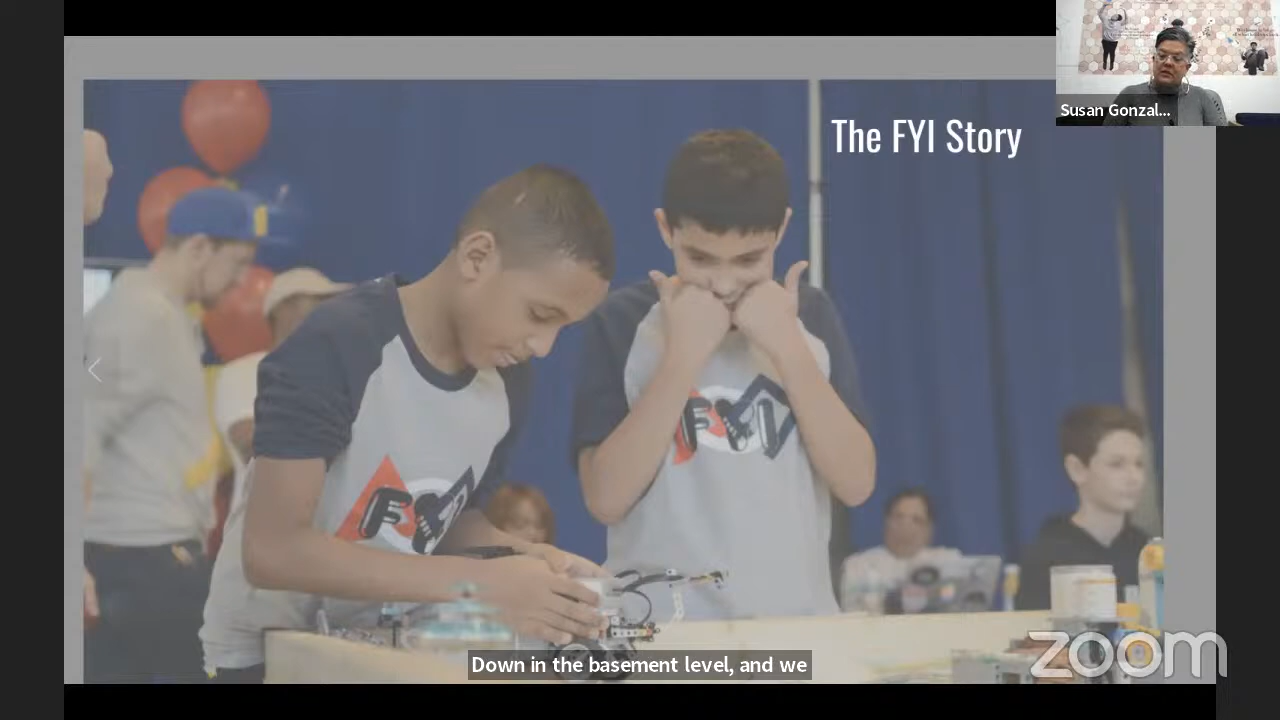 The FYI Story
Susan Gonzal...
FYI
FYI
Down in the basement level, and we
zoom